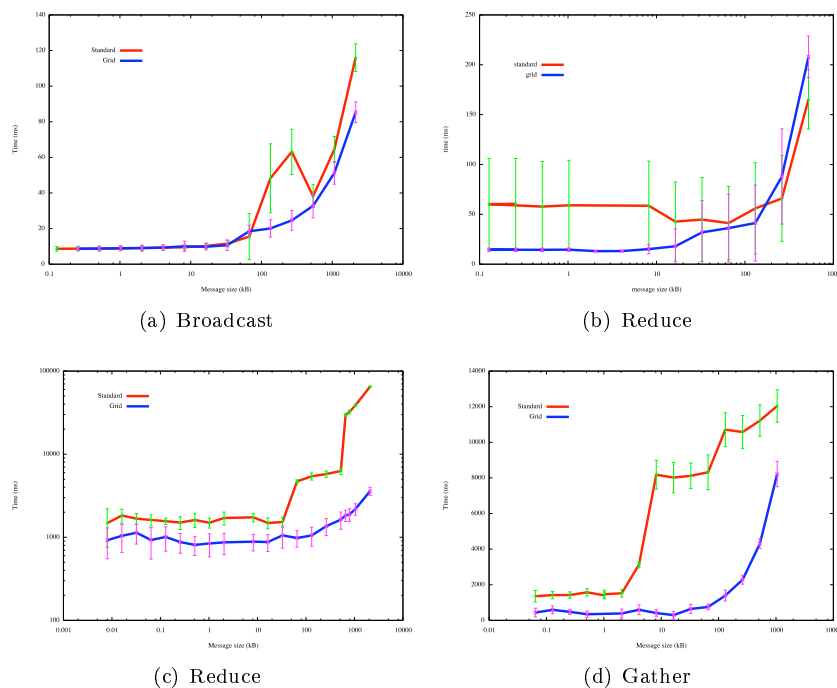 140
120
100
80
60
40
20
0
0.1
1
10
100
1000
10000
Time (ms)
Message size (kB)
Standard
Grid
(a) Broadcast
250
200
150
100
50
0
0.1
1
10
100
1000
time (ms)
message size (kB)
standard
grid
(b) Reduce
100000
10000
1000
100
0.001
0.01
0.1
1
10
100
1000
10000
Time (ms)
Message size (kB)
Standard
Grid
(c) Reduce
14000
12000
10000
8000
6000
4000
2000
0
0.01
0.1
1
10
100
1000
10000
Time (ms)
Message size (kB)
Standard
Grid
(d) Gather